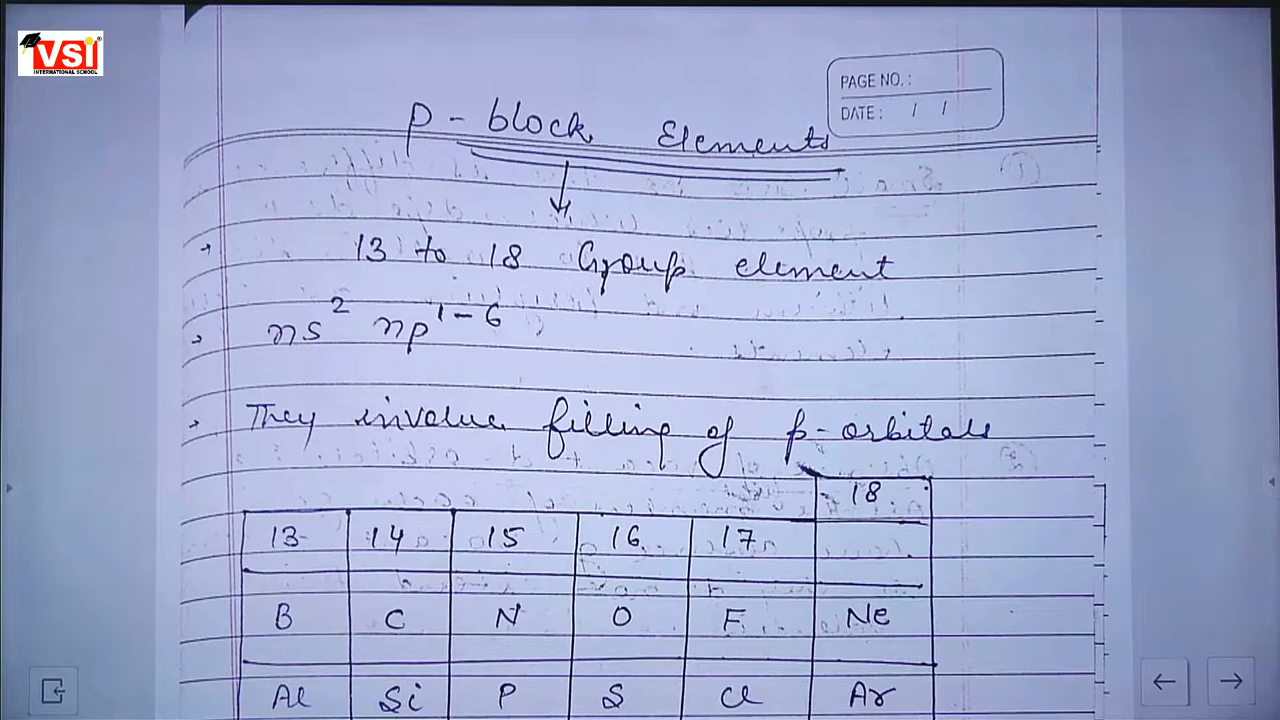 VSI
INTERNATIONAL SCHOOL
PAGE NO. :
DATE : / /
p-block Elements
13 to 18 Group element
ns² np¹⁻⁶
They involve filling of p-orbitals
18
13 14 15 16 17
B C N O F Ne
Al Si P S Cl Ar